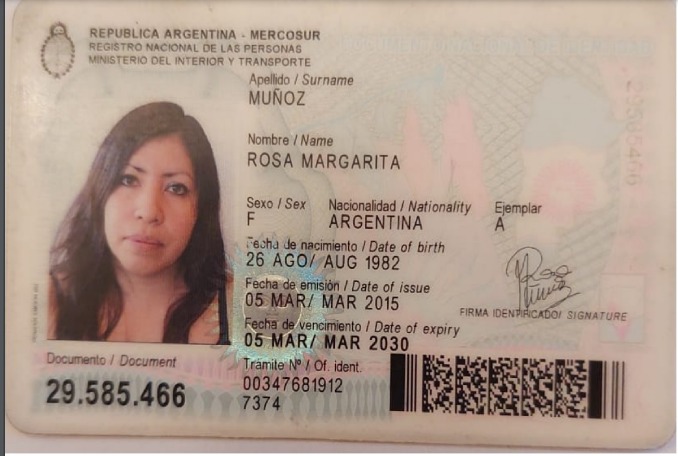 REPUBLICA ARGENTINA - MERCOSUR
REGISTRO NACIONAL DE LAS PERSONAS
MINISTERIO DEL INTERIOR Y TRANSPORTE
Apellido / Surname
MUÑOZ
Nombre / Name
ROSA MARGARITA
Sexo / Sex Nacionalidad / Nationality Ejemplar
F ARGENTINA A
Fecha de nacimiento / Date of birth
26 AGO/ AUG 1982
Fecha de emisión / Date of issue
05 MAR/ MAR 2015
FIRMA IDENTIFICADO/ SIGNATURE
Fecha de vencimiento / Date of expiry
05 MAR/ MAR 2030
Documento / Document Tramite Nº / Of. ident.
29.585.466 00347681912
7374